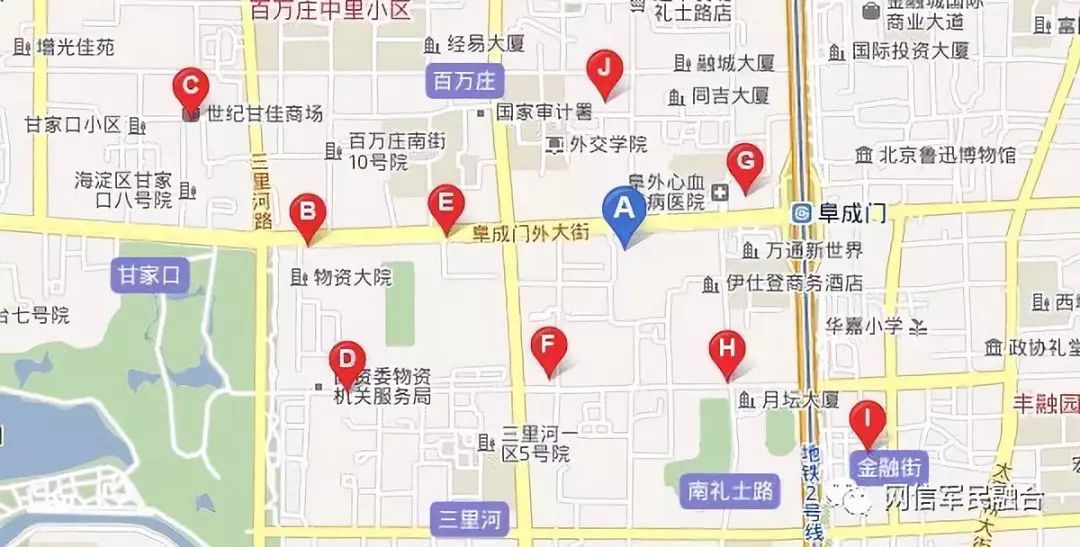 百万庄中里小区
礼士路店
金融城国际
商业大道
增光佳苑
经易大厦
国际投资大厦
J
融城大厦
百万庄
C
同吉大厦
世纪甘佳商场
国家审计署
甘家口小区
百万庄南街
10号院
外交学院
北京鲁迅博物馆
G
海淀区甘家
口八号院
三里河路
阜外心血
病医院
B
E
A
阜成门
阜成门外大街
万通新世界
甘家口
物资大院
伊仕登商务酒店
台七号院
华嘉小学
F
H
政协礼堂
D
资委物资
机关服务局
月坛大厦
丰融园
I
三里河一
区5号院
地铁2号线
金融街
南礼士路
三里河
网信军民融合